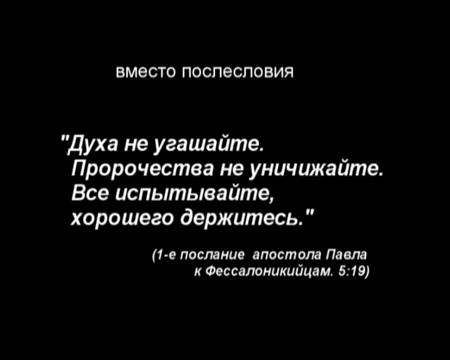 вместо послесловия
"Духа не угашайте.
Пророчества не уничижайте.
Все испытывайте,
хорошего держитесь."
(1-е послание апостола Павла
к Фессалоникийцам. 5:19)